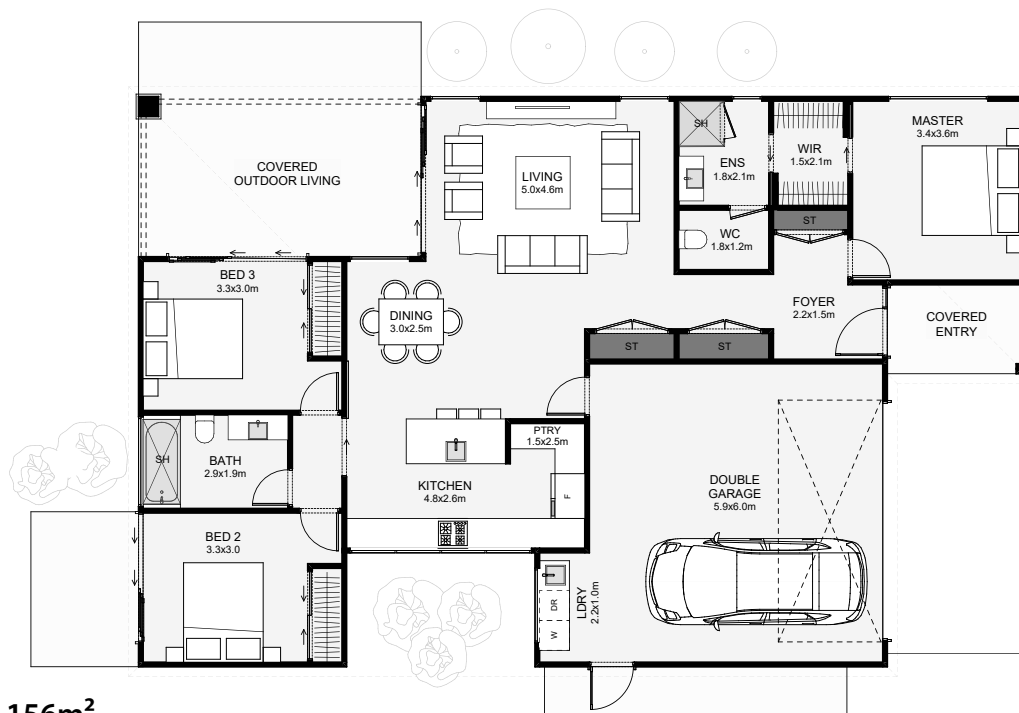 MASTER
3.4x3.6m
SH
WIR
1.5x2.1m
ENS
1.8x2.1m
COVERED
OUTDOOR LIVING
LIVING
5.0x4.6m
ST
WC
1.8x1.2m
BED 3
3.3x3.0m
FOYER
2.2x1.5m
COVERED
ENTRY
DINING
3.0x2.5m
ST
ST
PTRY
1.5x2.5m
SH
BATH
2.9x1.9m
KITCHEN
4.8x2.6m
F
DOUBLE
GARAGE
5.9x6.0m
BED 2
3.3x3.0
DR
W
LDRY
2.2x1.0m
156m²